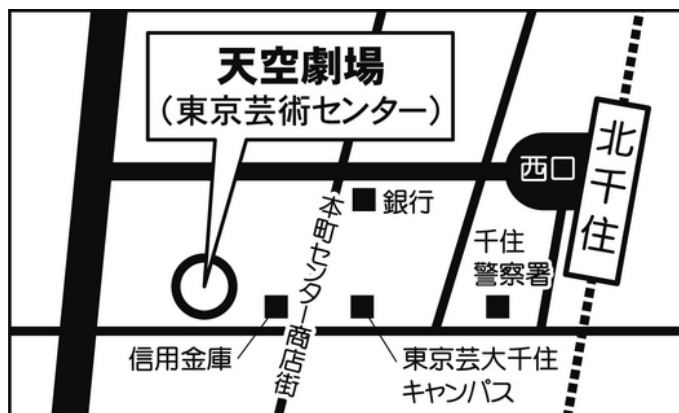 天空劇場
（東京芸術センター）
北千住
西口
銀行
本町センター商店街
千住
警察署
信用金庫
東京芸大千住
キャンパス